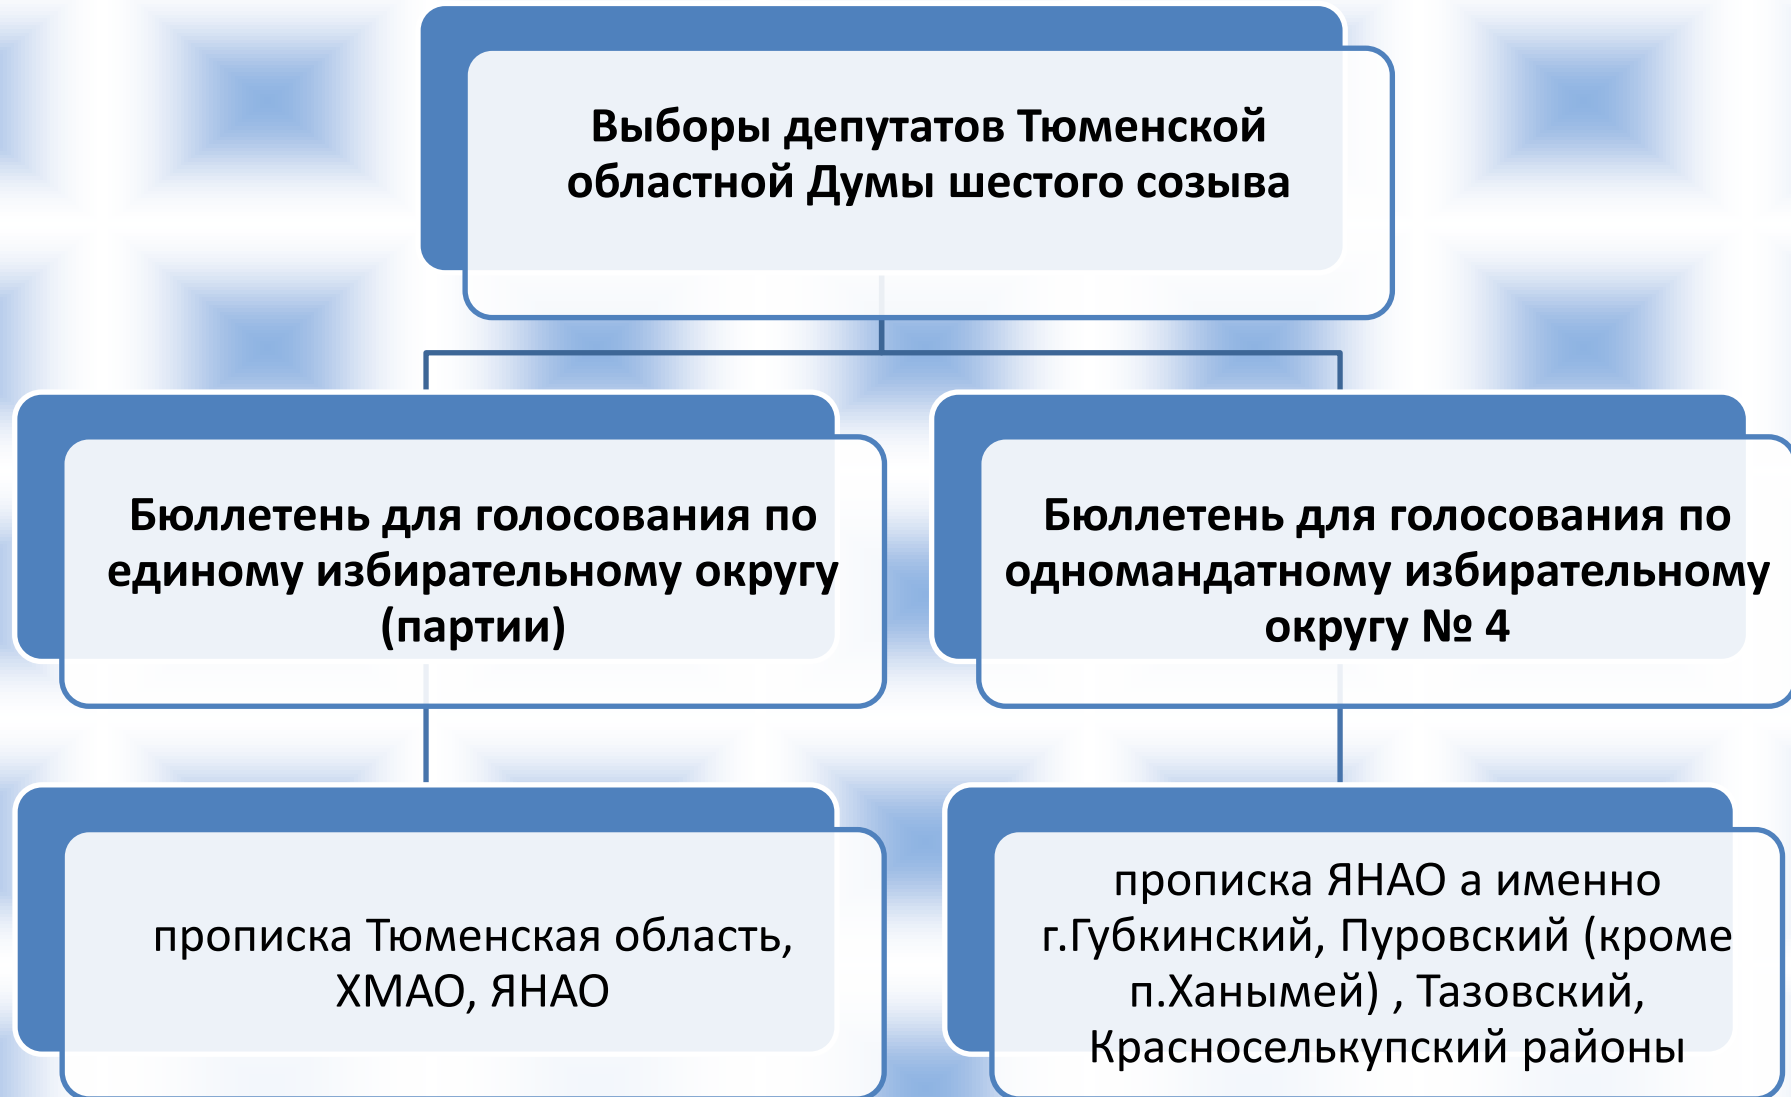 Выборы депутатов Тюменской
областной Думы шестого созыва
Бюллетень для голосования по
единому избирательному округу
(партии)
Бюллетень для голосования по
одномандатному избирательному
округу № 4
прописка Тюменская область,
ХМАО, ЯНАО
прописка ЯНАО а именно
г.Губкинский, Пуровский (кроме
п.Ханымей) , Тазовский,
Красноселькупский районы